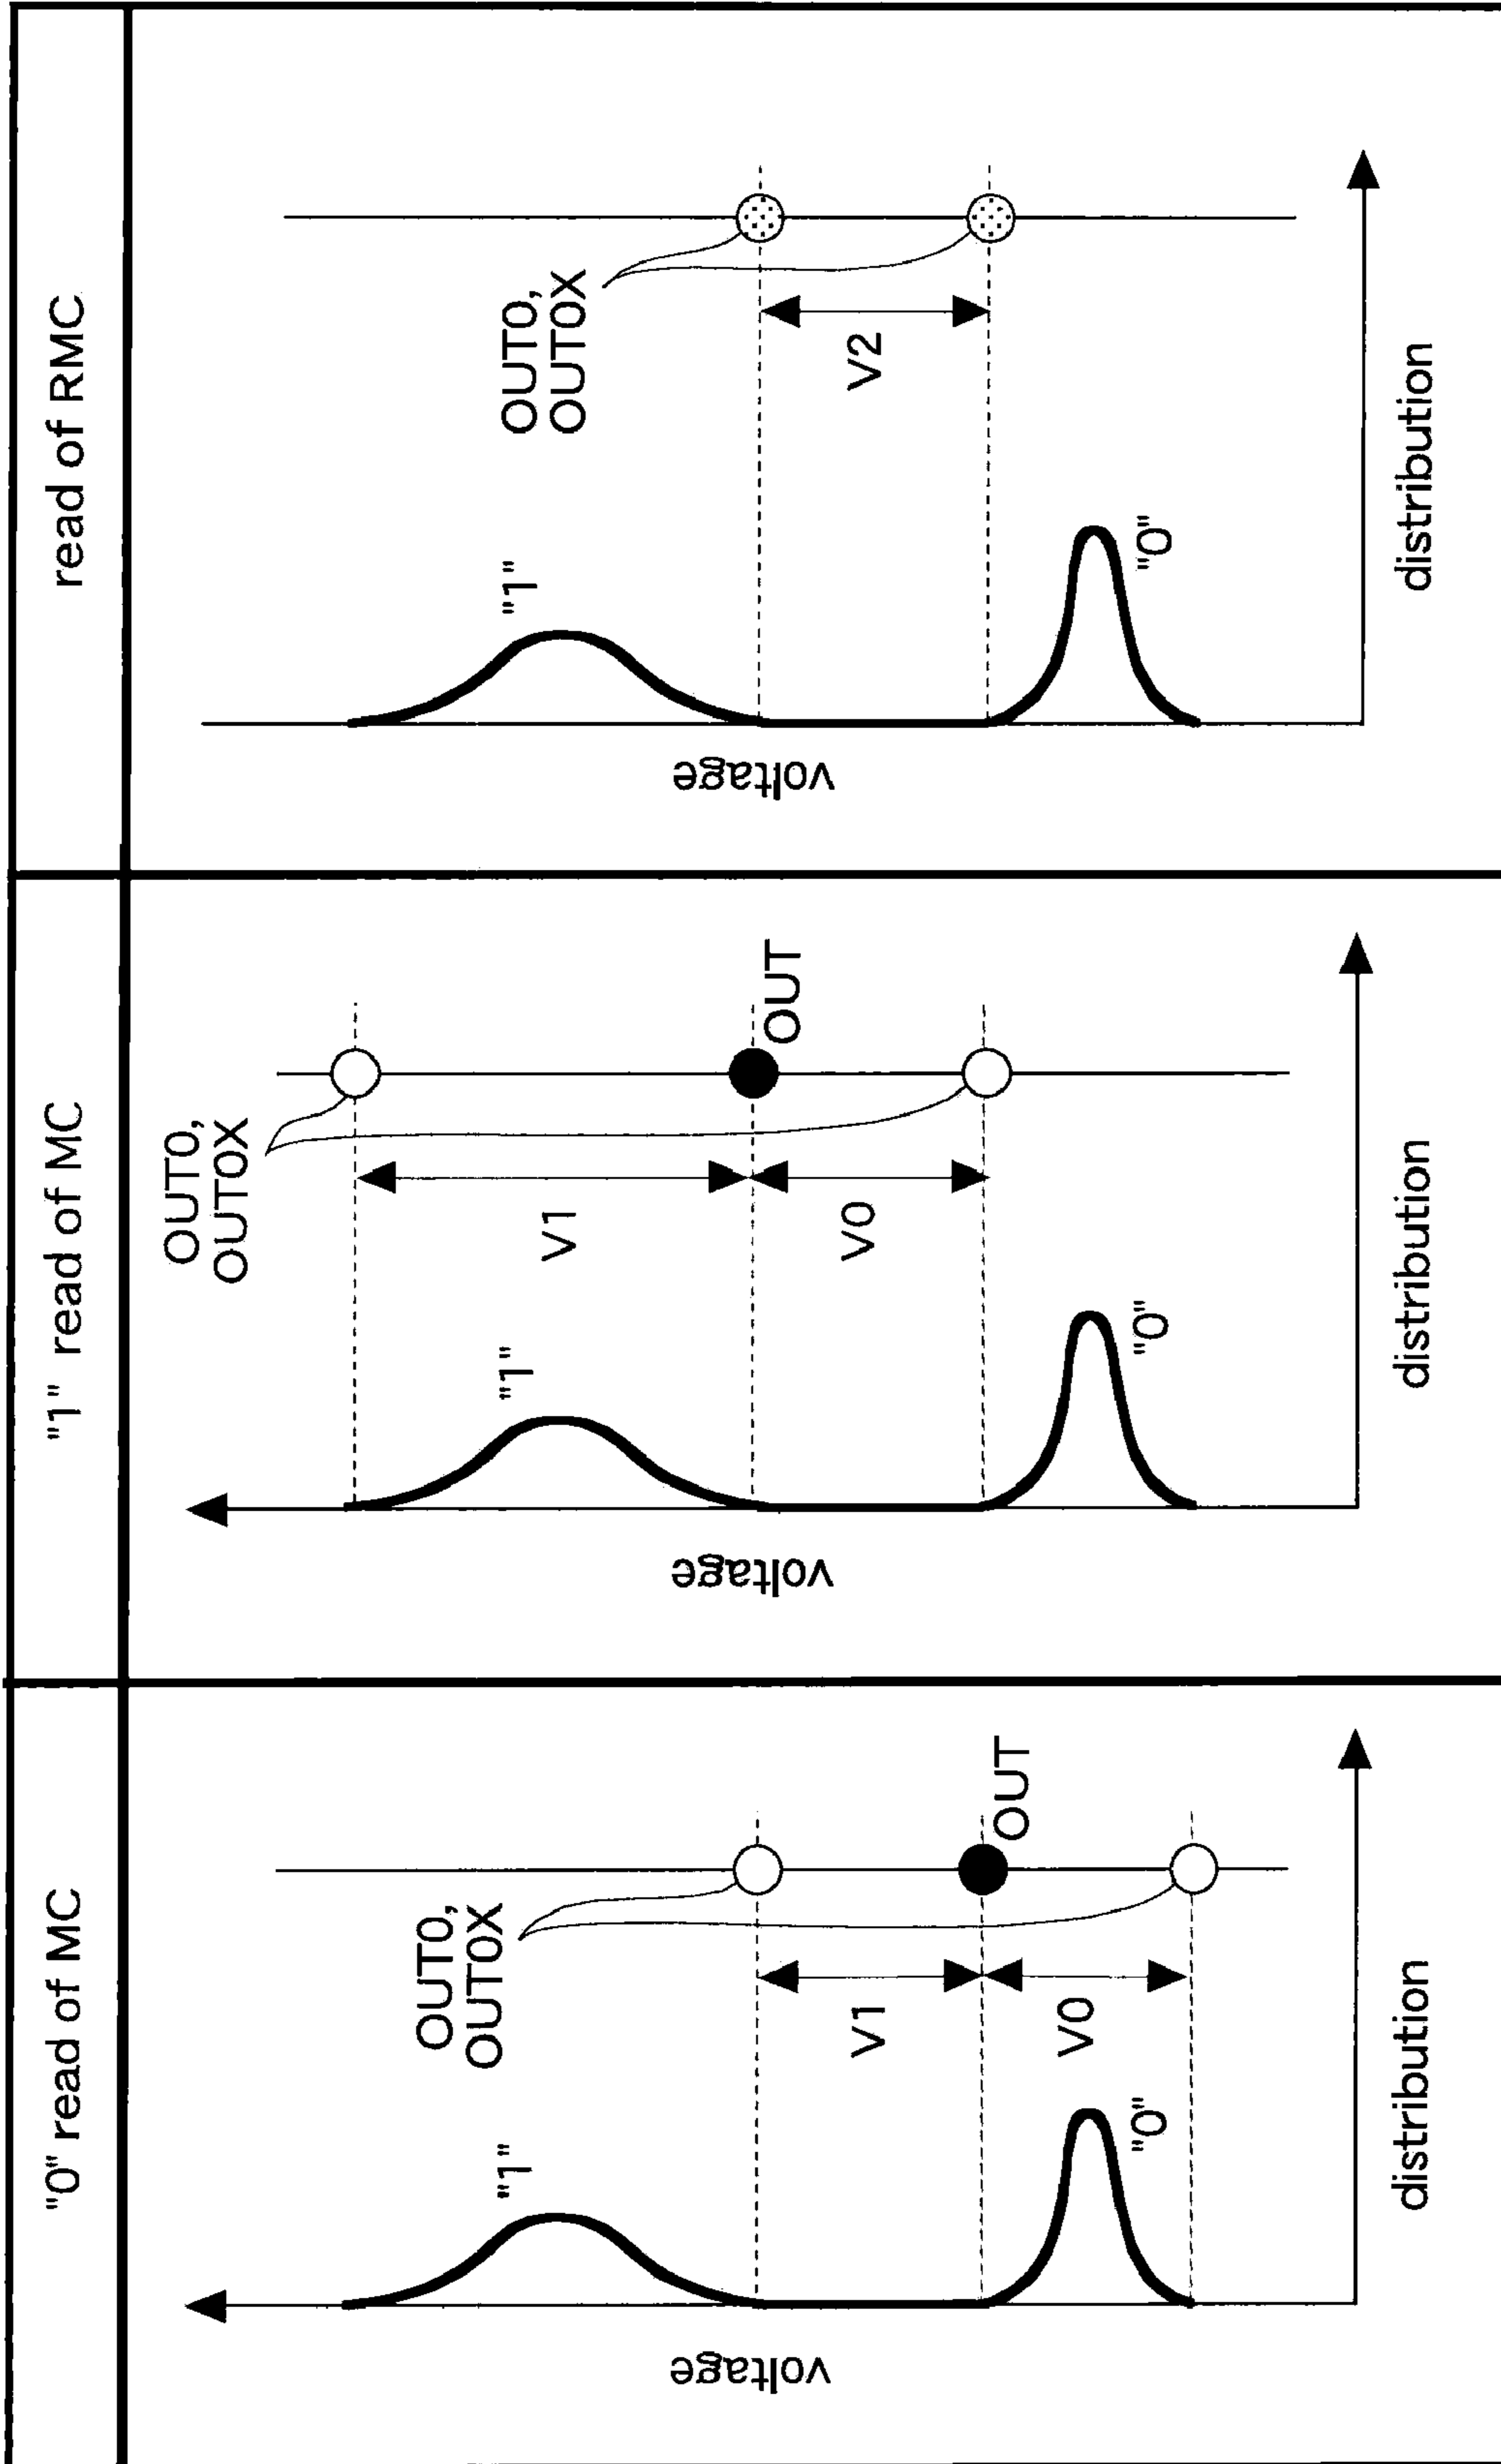 "0" read of MC
voltage
"1"
"0"
OUT0,
OUT0X
V1
V0
OUT
distribution
"1" read of MC
voltage
"1"
"0"
OUT0,
OUT0X
V1
V0
OUT
distribution
read of RMC
voltage
"1"
"0"
OUT0,
OUT0X
V2
distribution